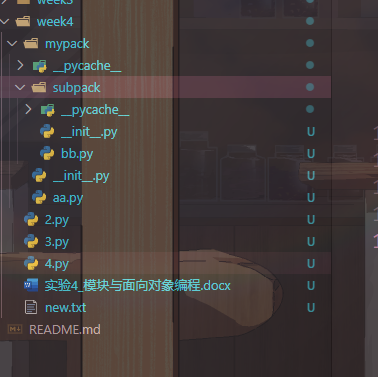 week3
week4
mypack
__pycache__
subpack
__pycache__
__init__.py U
bb.py U
__init__.py U
aa.py U
2.py U
3.py U
4.py U
实验4_模块与面向对象编程.docx U
new.txt U
README.md